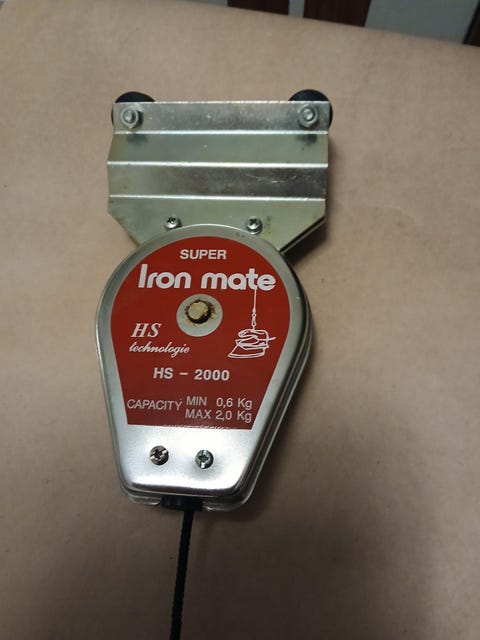 SUPER
Iron mate
HS
technologie
HS - 2000
CAPACITY MIN 0,6 Kg
MAX 2,0 Kg